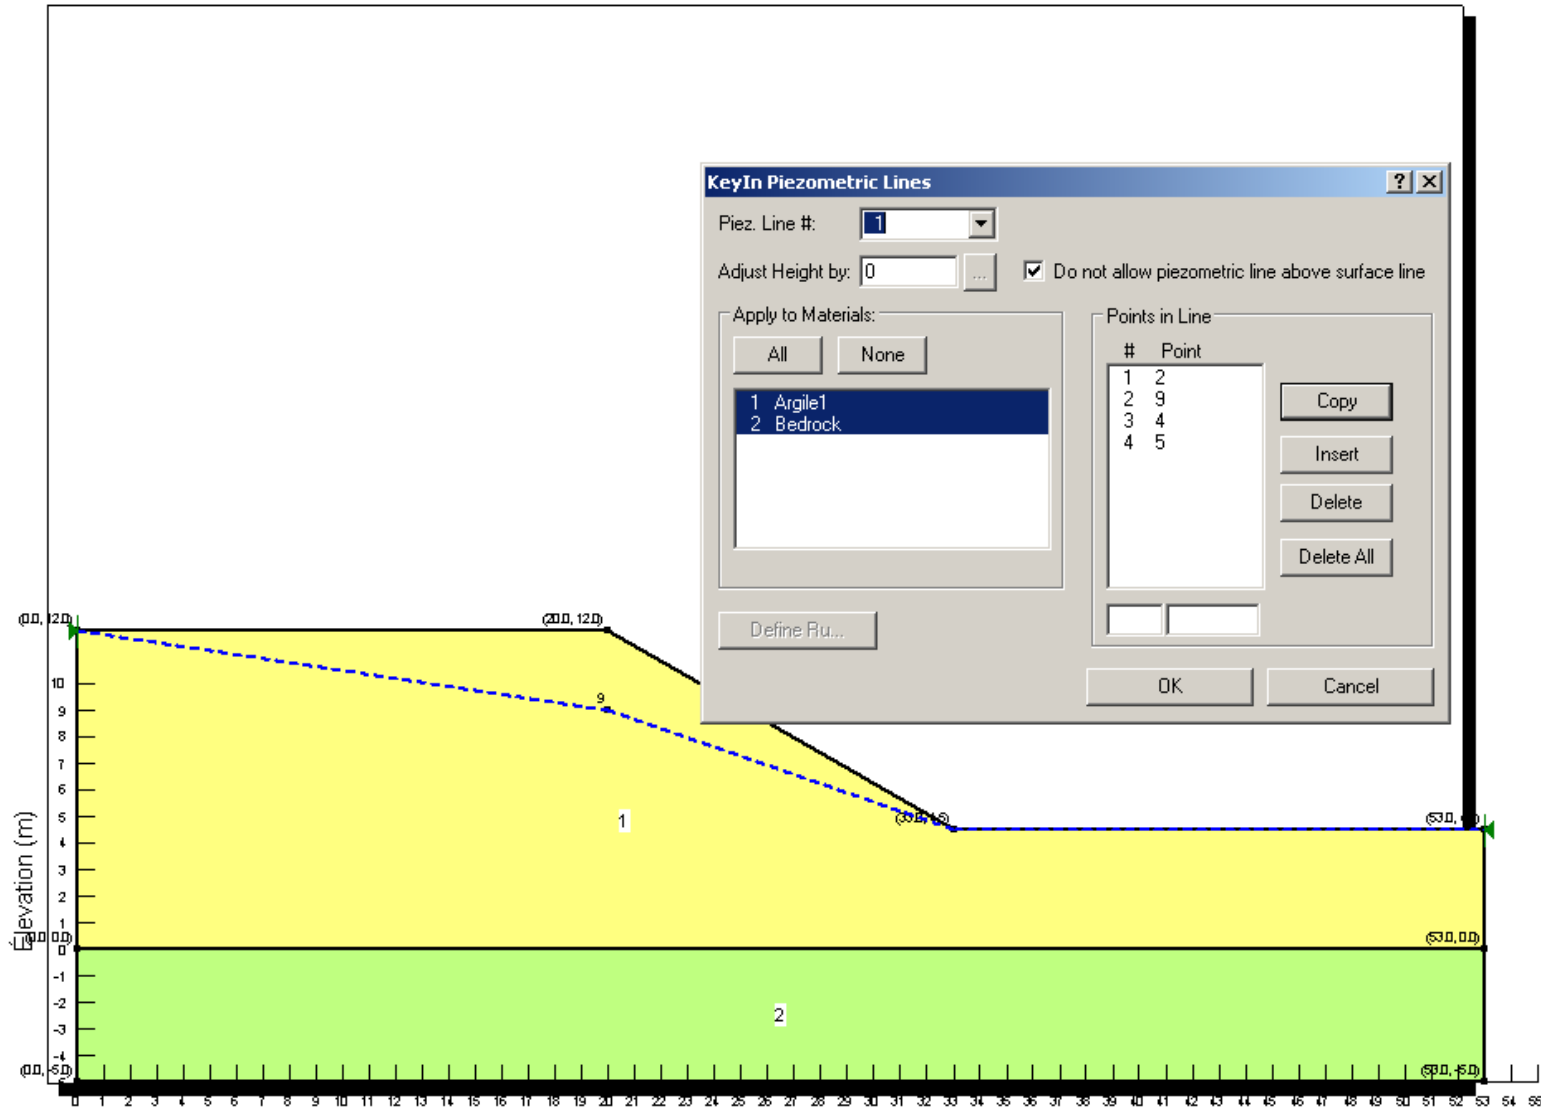 KeyIn Piezometric Lines
Piez. Line #: 1
Adjust Height by: 0 ... Do not allow piezometric line above surface line
Apply to Materials:
All None
1 Argile1
2 Bedrock
Define Ru...
Points in Line
# Point
1 2
2 9
3 4
4 5
Copy
Insert
Delete
Delete All
OK Cancel
(0.0, 12.0) (20.0, 12.0)
10
9 9
8
7
6
5
4
3
2
1
0
-1
-2
-3
-4
Élevation (m)
1
2
(53.0, 0.0)
(0.0, -5.0) (53.0, -5.0)
0 1 2 3 4 5 6 7 8 9 10 11 12 13 14 15 16 17 18 19 20 21 22 23 24 25 26 27 28 29 30 31 32 33 34 35 36 37 38 39 40 41 42 43 44 45 46 47 48 49 50 51 52 53 54 55